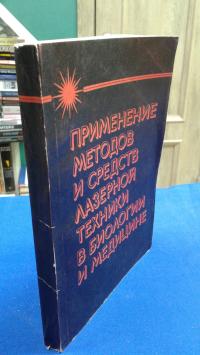 ПРИМЕНЕНИЕ
МЕТОДОВ
И СРЕДСТВ
ЛАЗЕРНОЙ
ТЕХНИКИ
В БИОЛОГИИ
И МЕДИЦИНЕ